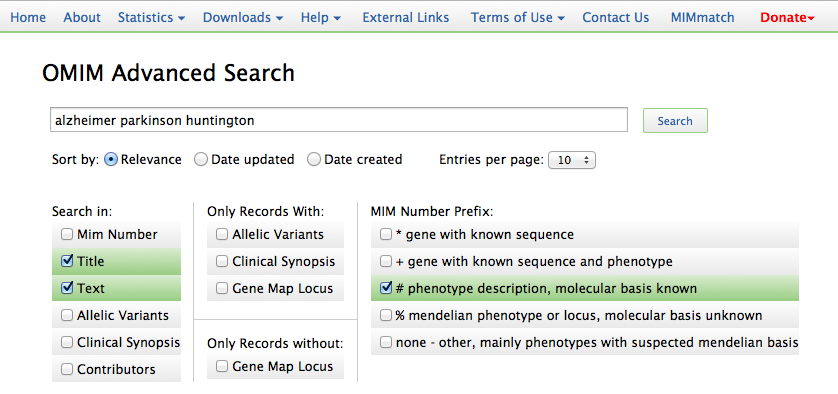 Home About Statistics Downloads Help External Links Terms of Use Contact Us MIMmatch Donate
OMIM Advanced Search
alzheimer parkinson huntington Search
Sort by: Relevance Date updated Date created Entries per page: 10
Search in:
Mim Number
Title
Text
Allelic Variants
Clinical Synopsis
Contributors
Only Records With:
Allelic Variants
Clinical Synopsis
Gene Map Locus
Only Records without:
Gene Map Locus
MIM Number Prefix:
* gene with known sequence
+ gene with known sequence and phenotype
# phenotype description, molecular basis known
% mendelian phenotype or locus, molecular basis unknown
none - other, mainly phenotypes with suspected mendelian basis